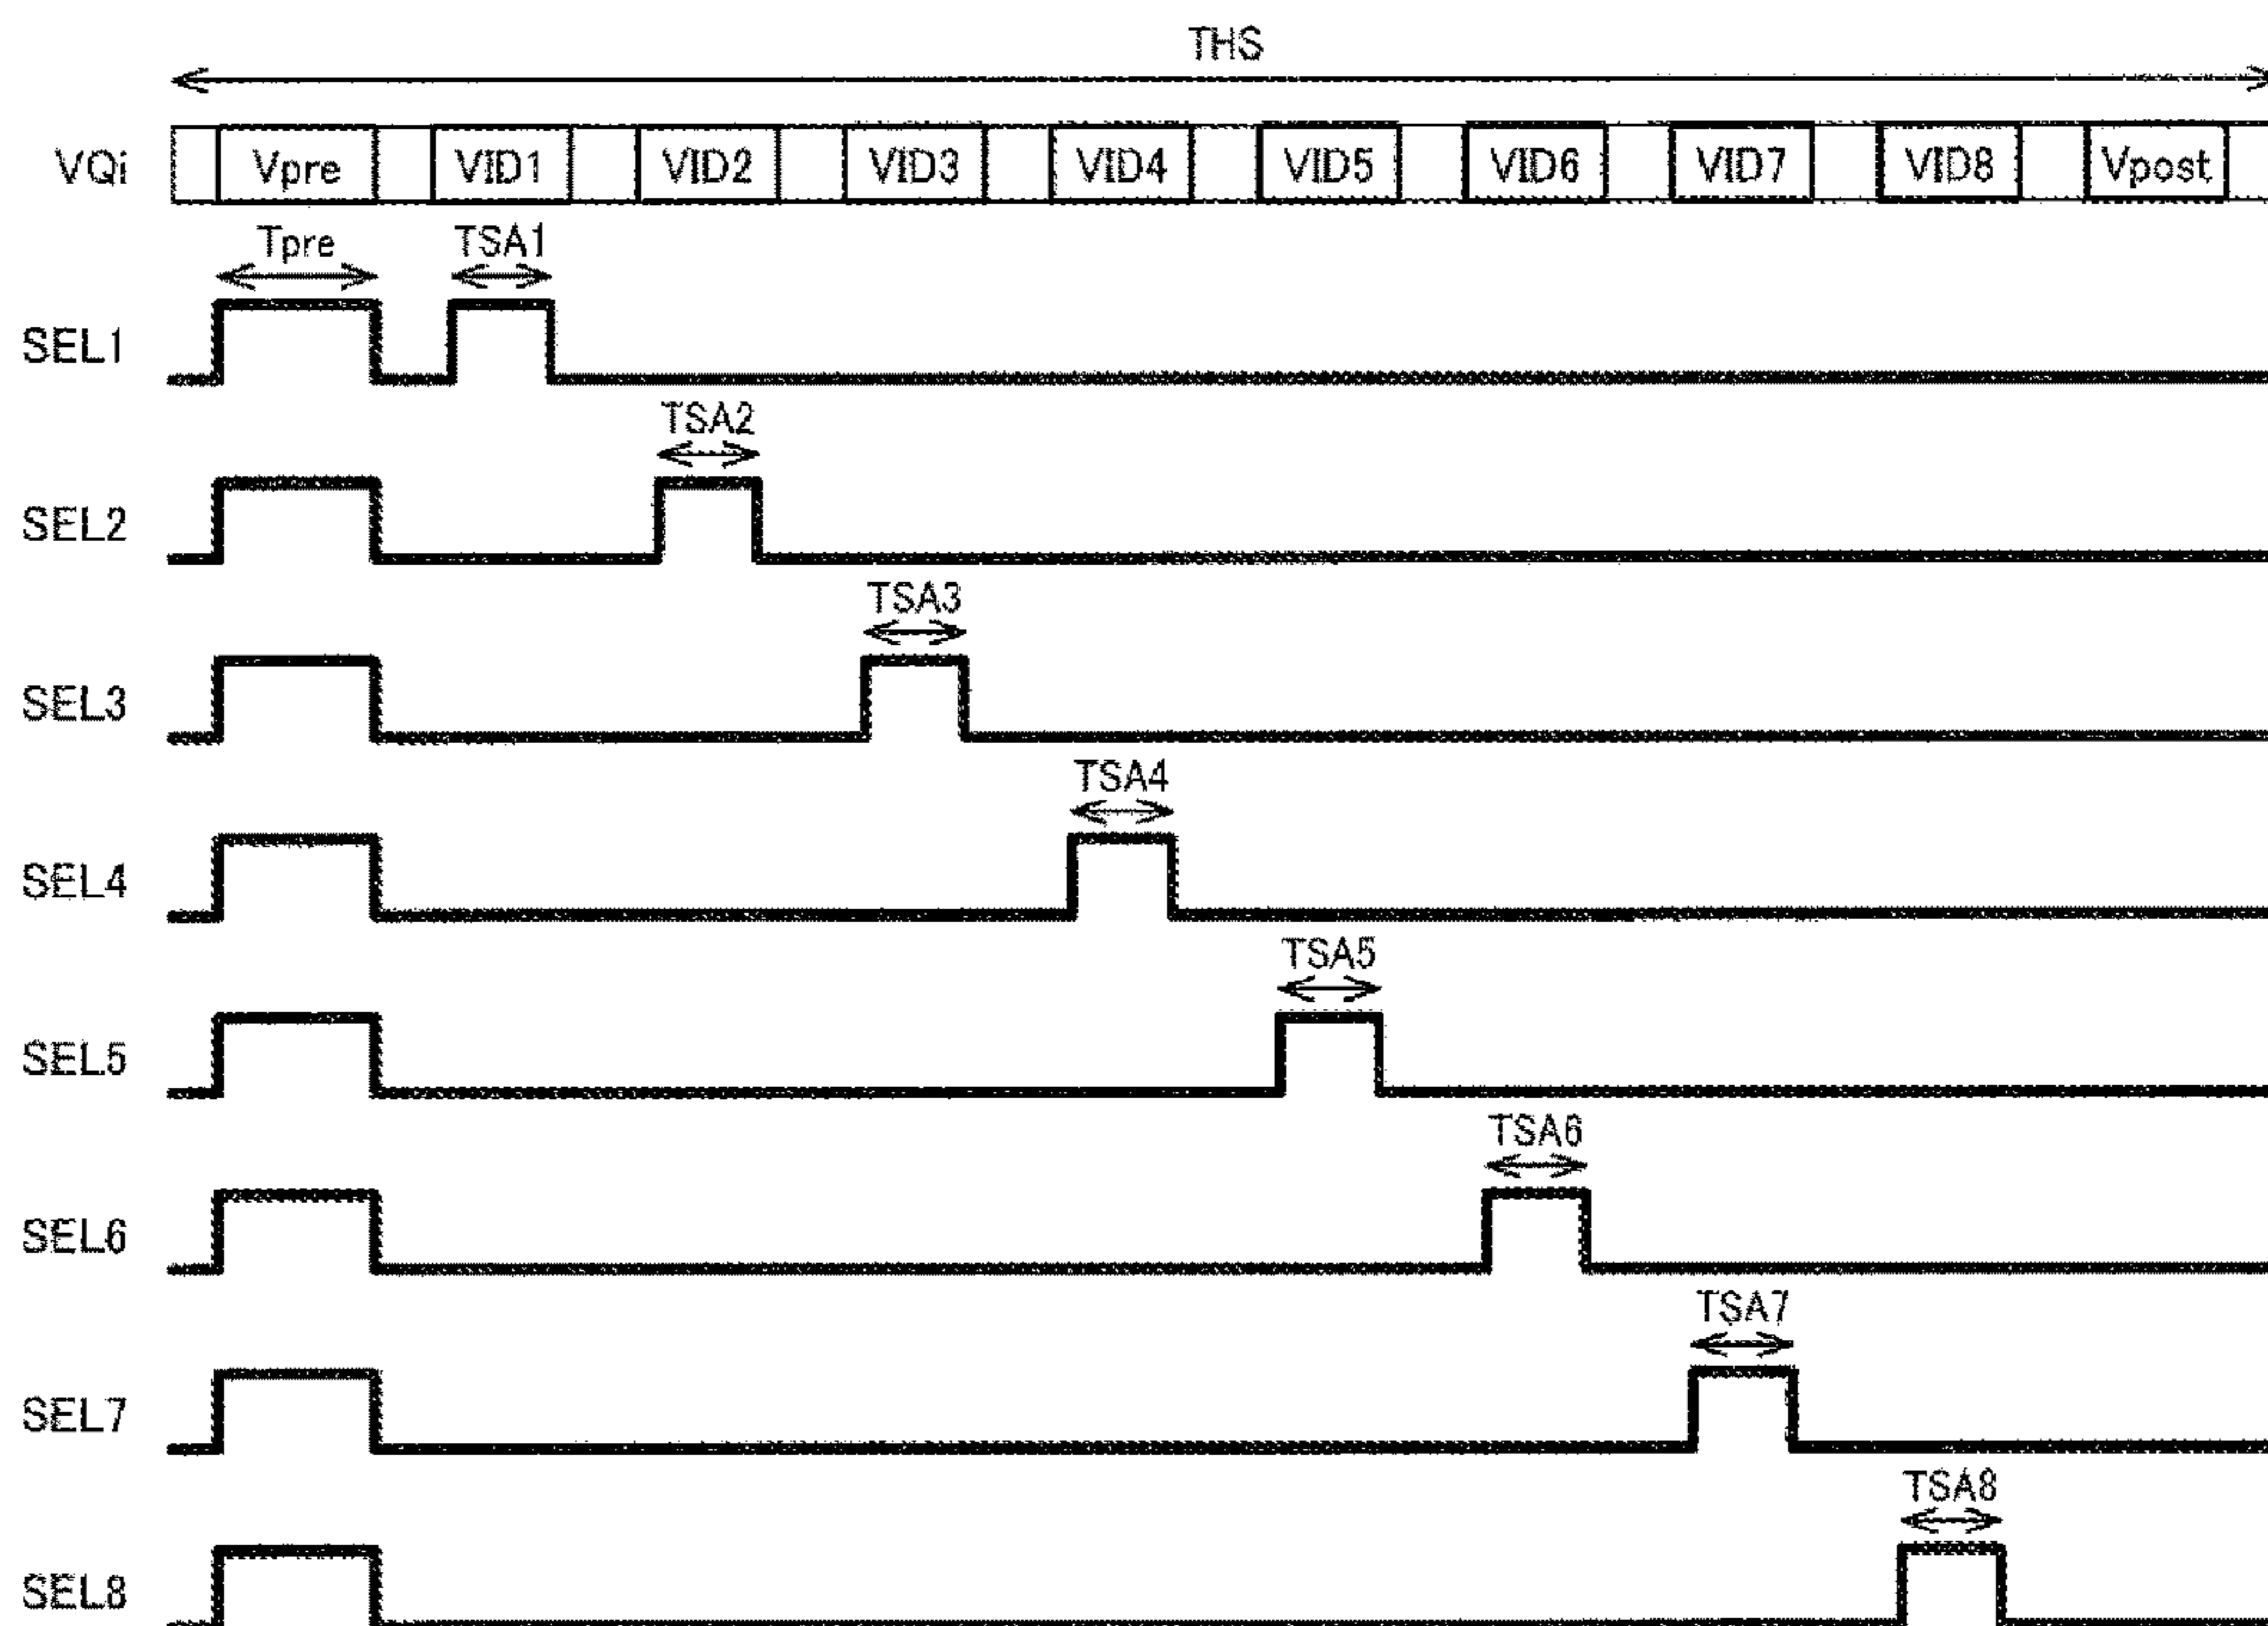 THS
VQi Vpre VID1 VID2 VID3 VID4 VID5 VID6 VID7 VID8 Vpost
Tpre TSA1
SEL1
TSA2
SEL2
TSA3
SEL3
TSA4
SEL4
TSA5
SEL5
TSA6
SEL6
TSA7
SEL7
TSA8
SEL8